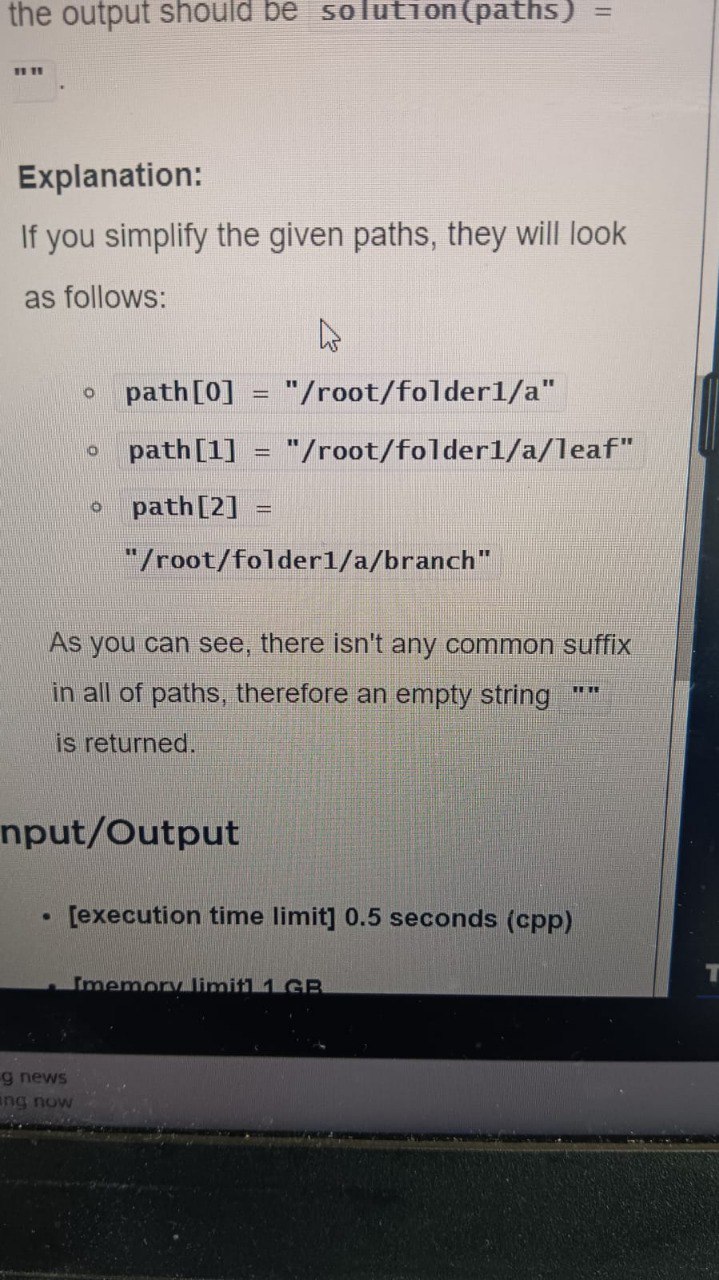 the output should be solution(paths) =
"" .
Explanation:
If you simplify the given paths, they will look
as follows:
path[0] = "/root/folder1/a"
path[1] = "/root/folder1/a/leaf"
path[2] =
"/root/folder1/a/branch"
As you can see, there isn't any common suffix
in all of paths, therefore an empty string ""
is returned.
nput/Output
• [execution time limit] 0.5 seconds (cpp)
• [memory limit] 1 GB
g news
ing now
T